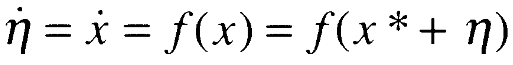 η̇ = ẋ = f(x) = f(x * + η)